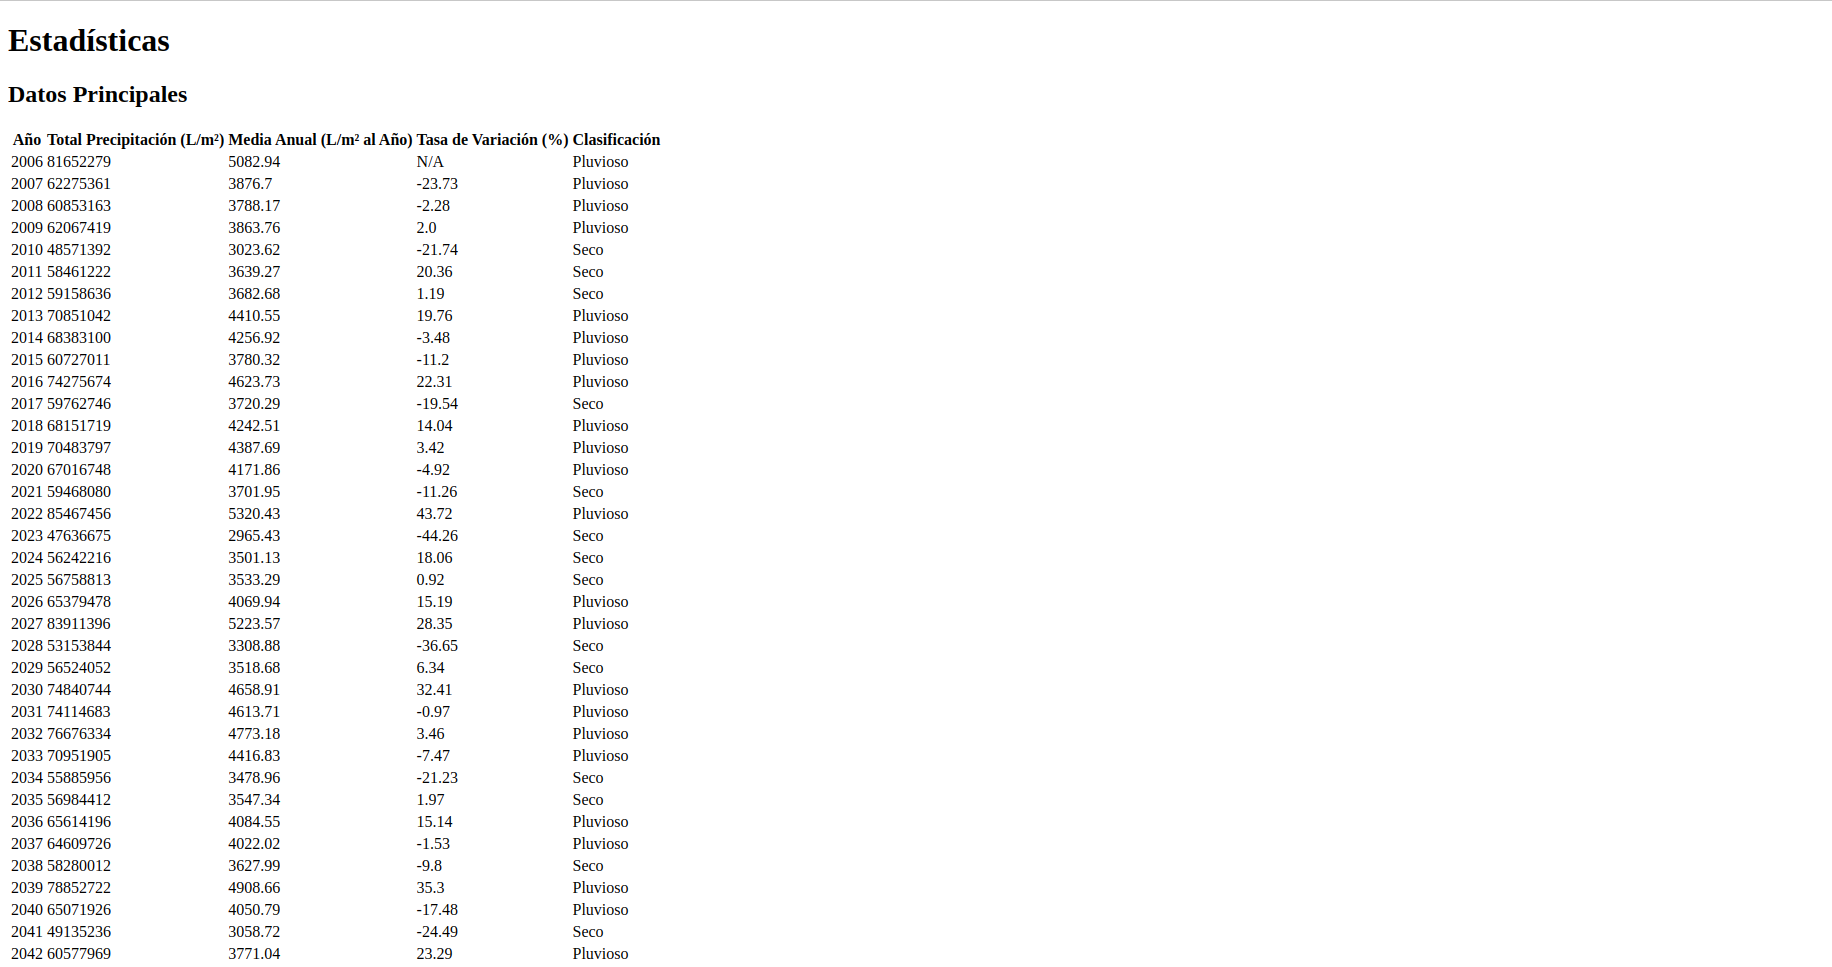 Estadísticas
Datos Principales
Año Total Precipitación (L/m²) Media Anual (L/m² al Año) Tasa de Variación (%) Clasificación
2006 81652279 5082.94 N/A Pluvioso
2007 62275361 3876.7 -23.73 Pluvioso
2008 60853163 3788.17 -2.28 Pluvioso
2009 62067419 3863.76 2.0 Pluvioso
2010 48571392 3023.62 -21.74 Seco
2011 58461222 3639.27 20.36 Seco
2012 59158636 3682.68 1.19 Seco
2013 70851042 4410.55 19.76 Pluvioso
2014 68383100 4256.92 -3.48 Pluvioso
2015 60727011 3780.32 -11.2 Pluvioso
2016 74275674 4623.73 22.31 Pluvioso
2017 59762746 3720.29 -19.54 Seco
2018 68151719 4242.51 14.04 Pluvioso
2019 70483797 4387.69 3.42 Pluvioso
2020 67016748 4171.86 -4.92 Pluvioso
2021 59468080 3701.95 -11.26 Seco
2022 85467456 5320.43 43.72 Pluvioso
2023 47636675 2965.43 -44.26 Seco
2024 56242216 3501.13 18.06 Seco
2025 56758813 3533.29 0.92 Seco
2026 65379478 4069.94 15.19 Pluvioso
2027 83911396 5223.57 28.35 Pluvioso
2028 53153844 3308.88 -36.65 Seco
2029 56524052 3518.68 6.34 Seco
2030 74840744 4658.91 32.41 Pluvioso
2031 74114683 4613.71 -0.97 Pluvioso
2032 76676334 4773.18 3.46 Pluvioso
2033 70951905 4416.83 -7.47 Pluvioso
2034 55885956 3478.96 -21.23 Seco
2035 56984412 3547.34 1.97 Seco
2036 65614196 4084.55 15.14 Pluvioso
2037 64609726 4022.02 -1.53 Pluvioso
2038 58280012 3627.99 -9.8 Seco
2039 78852722 4908.66 35.3 Pluvioso
2040 65071926 4050.79 -17.48 Pluvioso
2041 49135236 3058.72 -24.49 Seco
2042 60577969 3771.04 23.29 Pluvioso